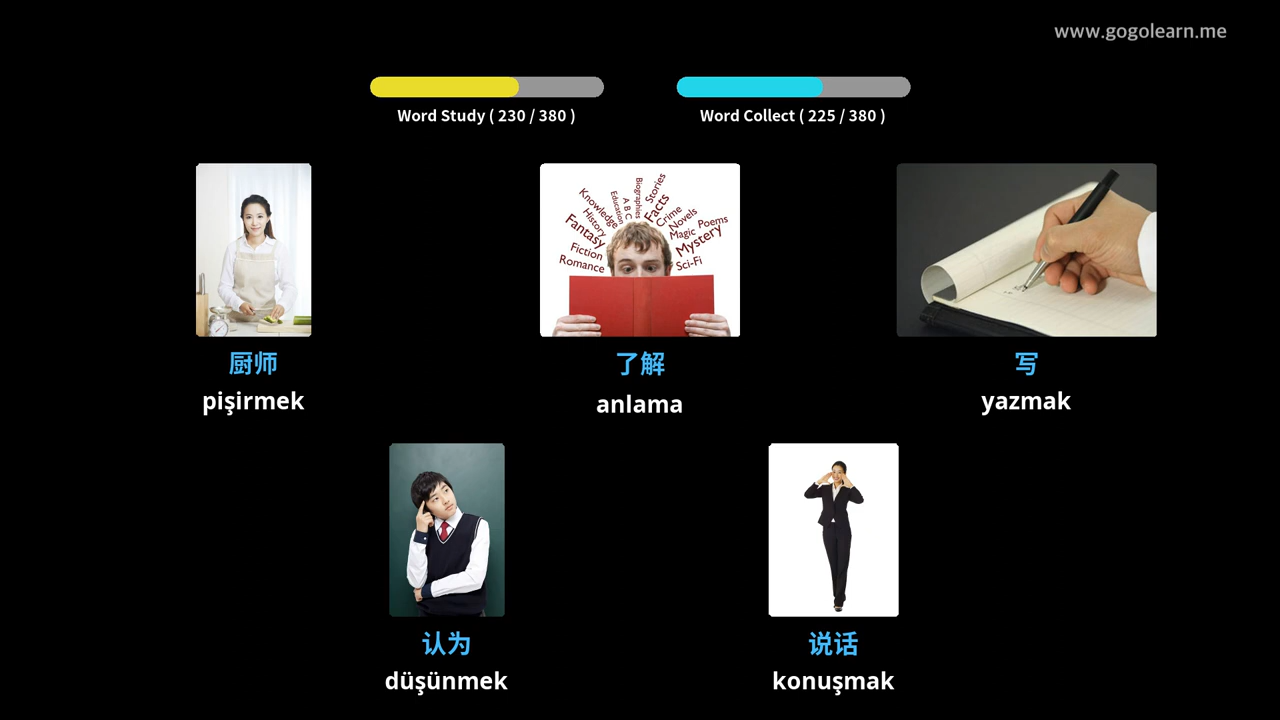 www.gogolearn.me
Word Study ( 230 / 380 )
Word Collect ( 225 / 380 )
Knowledge
Education
Biographies
Stories
A B C
Facts
History
Crime
Novels
Fantasy
Magic
Poems
Mystery
Fiction
Romance
Sci-Fi
厨师
了解
写
pişirmek
anlama
yazmak
认为
说话
düşünmek
konuşmak